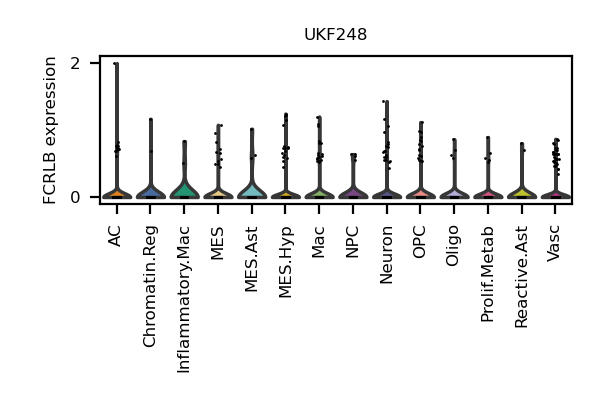 UKF248
FCRLB expression
2
0
AC
Chromatin.Reg
Inflammatory.Mac
MES
MES.Ast
MES.Hyp
Mac
NPC
Neuron
OPC
Oligo
Prolif.Metab
Reactive.Ast
Vasc